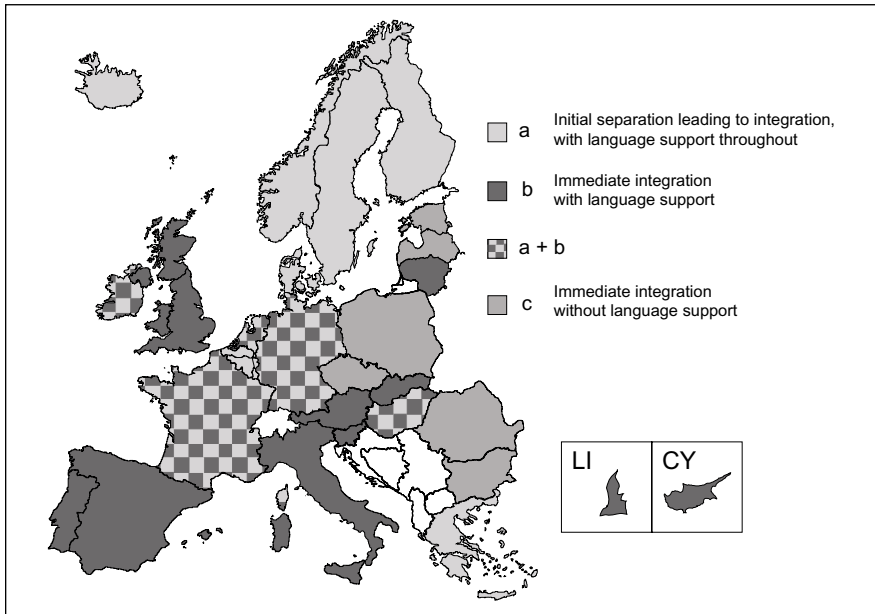 a Initial separation leading to integration,
with language support throughout
b Immediate integration
with language support
a + b
c Immediate integration
without language support
LI CY